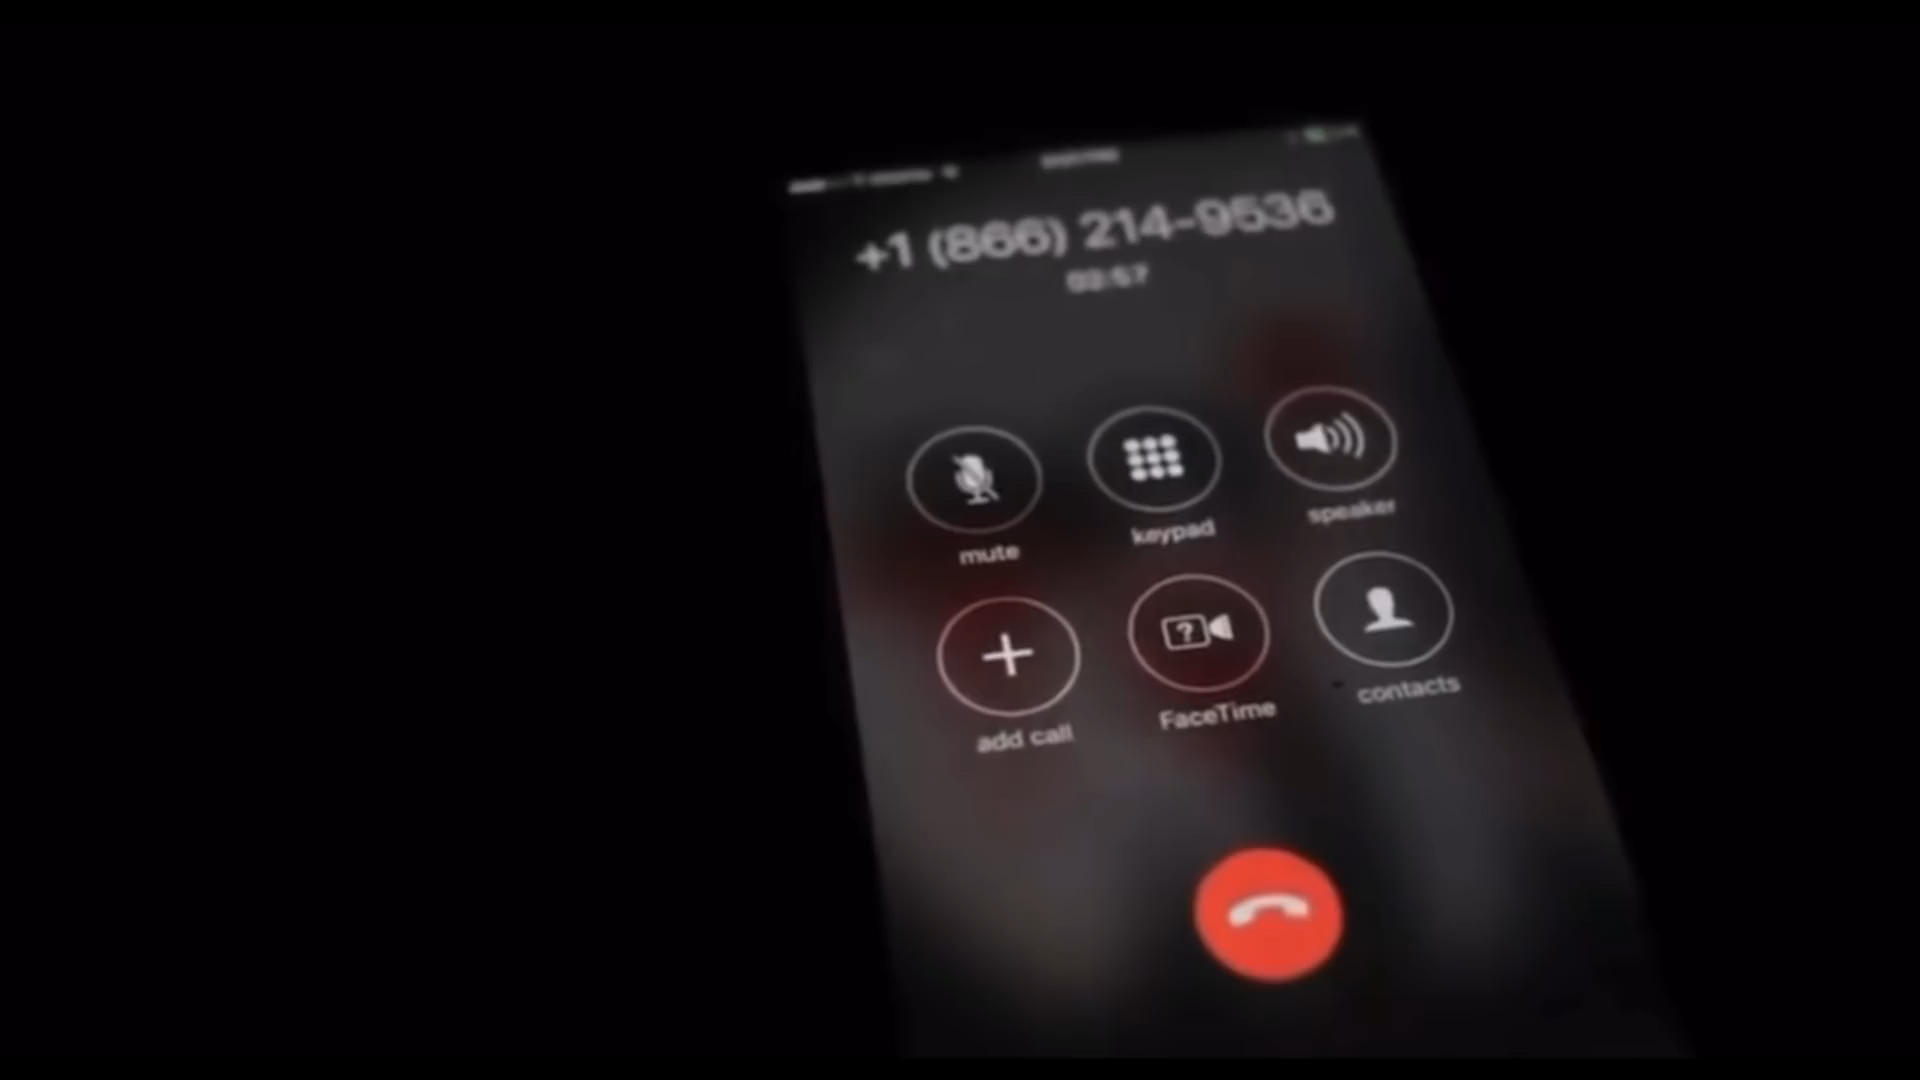 +1 (866) 214-9536
mute
keypad
speaker
?
add call
FaceTime
contacts